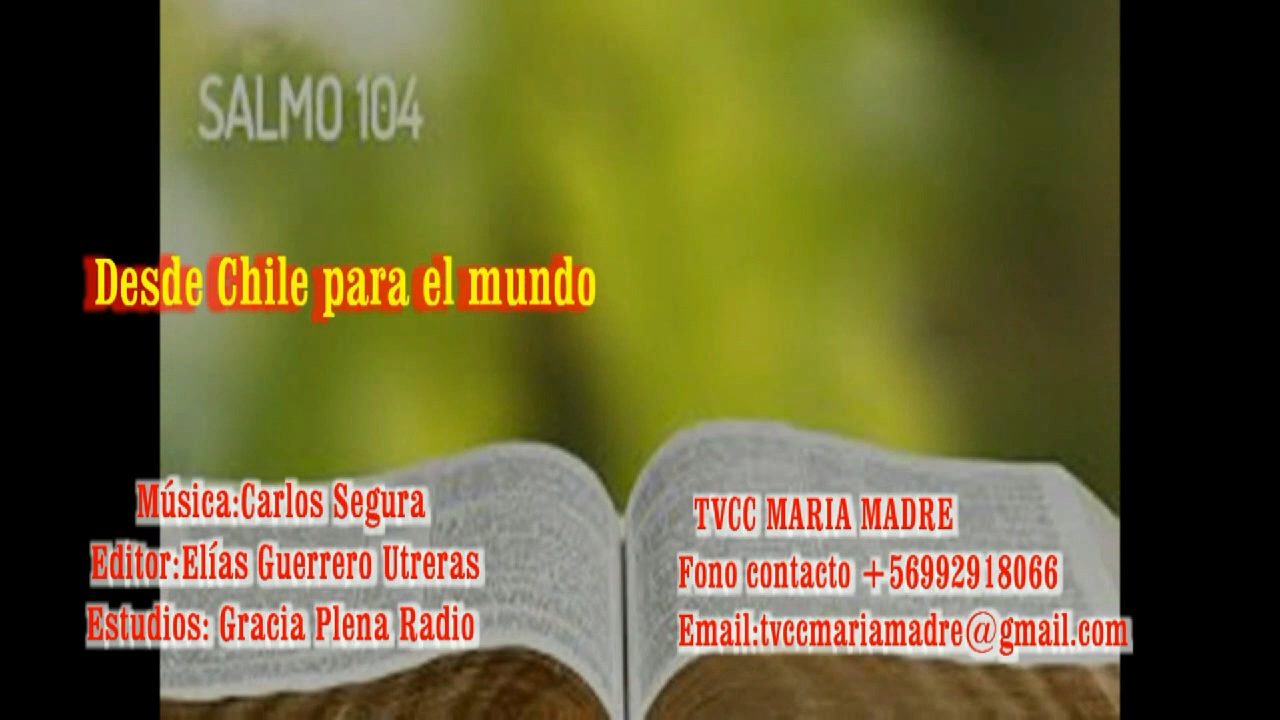 SALMO 104
Desde Chile para el mundo
Música:Carlos Segura
Editor:Elías Guerrero Utreras
Estudios: Gracia Plena Radio
TVCC MARIA MADRE
Fono contacto +56992918066
Email:tvccmariamadre@gmail.com